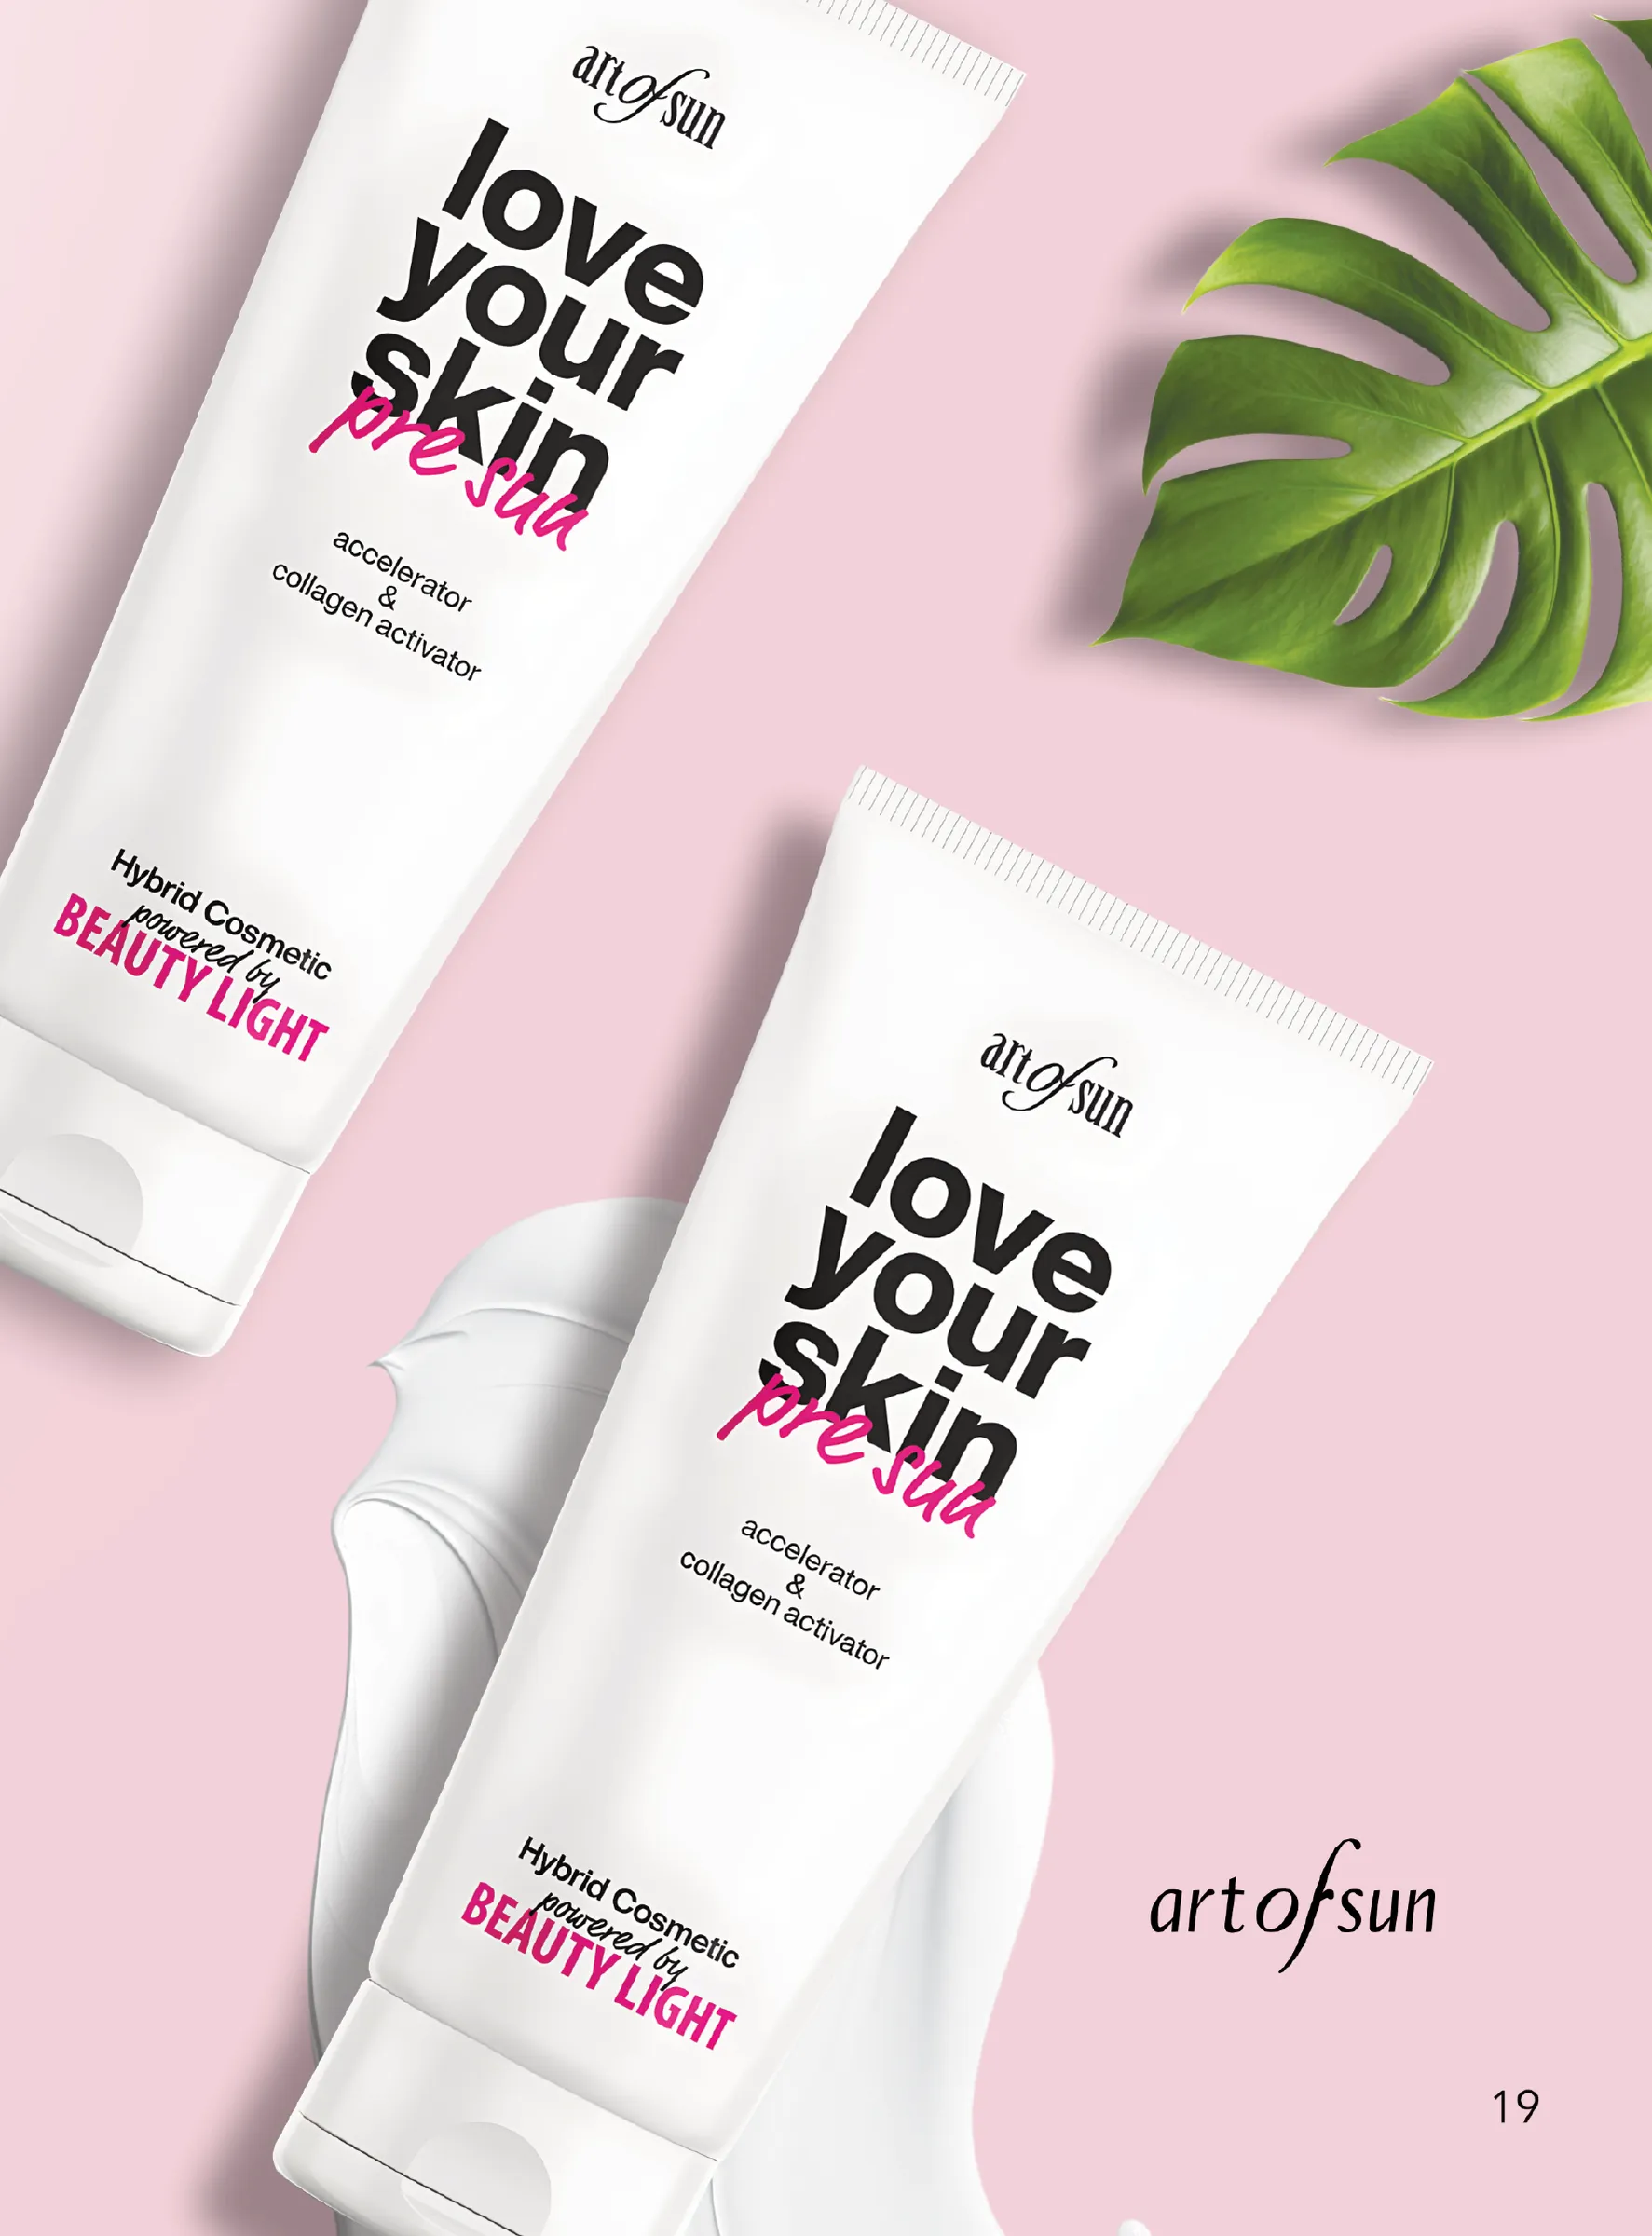 art of sun
love
your
skin
pre sun
accelerator
&
collagen activator
Hybrid Cosmetic
powered by
BEAUTY LIGHT
art of sun
love
your
skin
pre sun
accelerator
&
collagen activator
Hybrid Cosmetic
powered by
BEAUTY LIGHT
art of sun
19